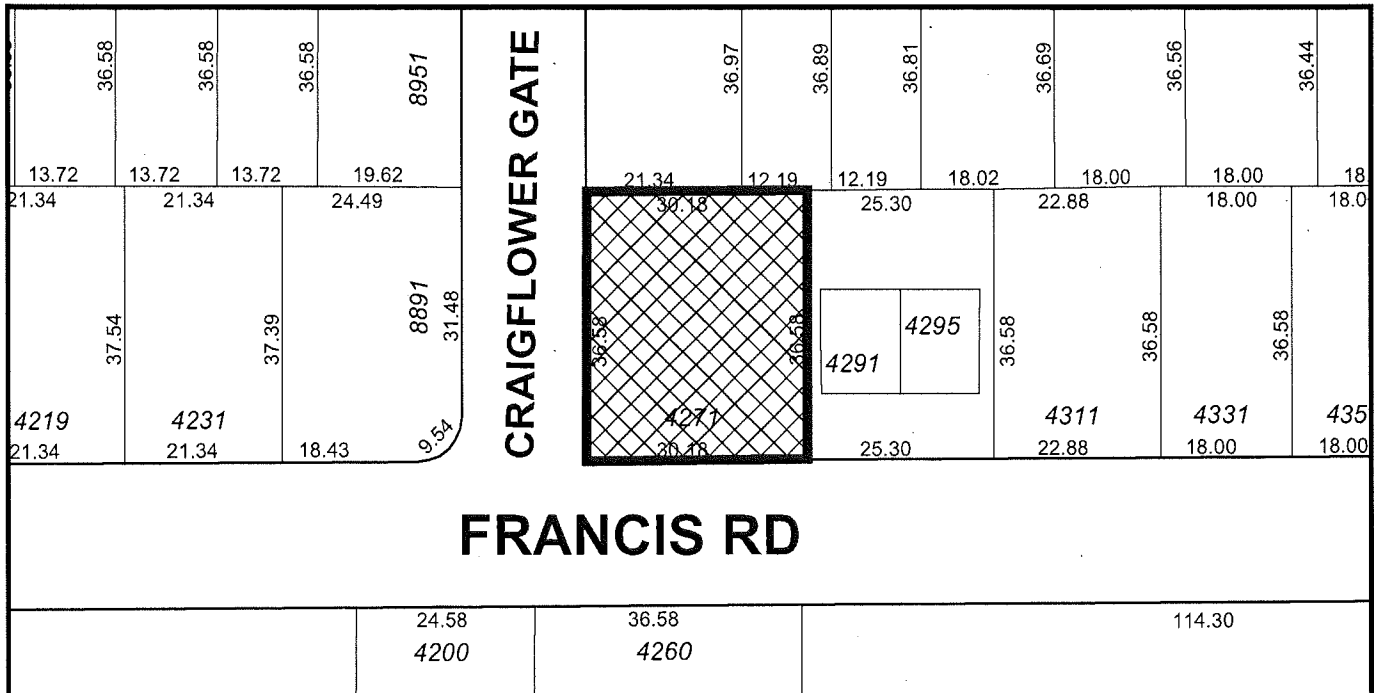 36.58 36.58 36.58 8951 36.97 36.89 36.81 36.69 36.56 36.44
CRAIGFLOWER GATE
13.72 13.72 13.72 19.62 21.34 12.19 12.19 18.02 18.00 18.00 18
21.34 21.34 24.49 30.18 25.30 22.88 18.00 18.0
37.54 37.39 8891 31.48 36.58 36.58 4291 4295 36.58 36.58 36.58
4219 4231 9.54 4271 4311 4331 435
21.34 21.34 18.43 30.18 25.30 22.88 18.00 18.00
FRANCIS RD
24.58 36.58 114.30
4200 4260